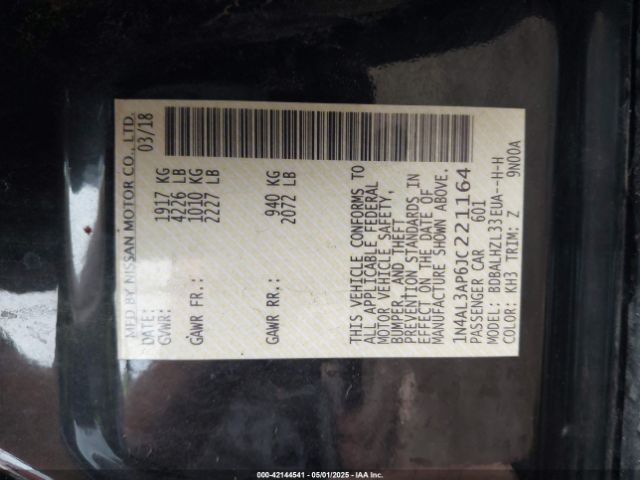 MFD BY NISSAN MOTOR CO., LTD.
DATE: 03/18
GVWR: 1917 KG
4226 LB
GAWR FR.: 1010 KG
2227 LB
GAWR RR.: 940 KG
2072 LB
THIS VEHICLE CONFORMS TO
ALL APPLICABLE FEDERAL
MOTOR VEHICLE SAFETY,
BUMPER, AND THEFT
PREVENTION STANDARDS IN
EFFECT ON THE DATE OF
MANUFACTURE SHOWN ABOVE.
1N4AL3AP6JC221164
PASSENGER CAR 601
MODEL: BDBALHZL33EUA--H-H
COLOR: KH3 TRIM: Z 9N00A
000-42144541 - 05/01/2025 - IAA Inc.